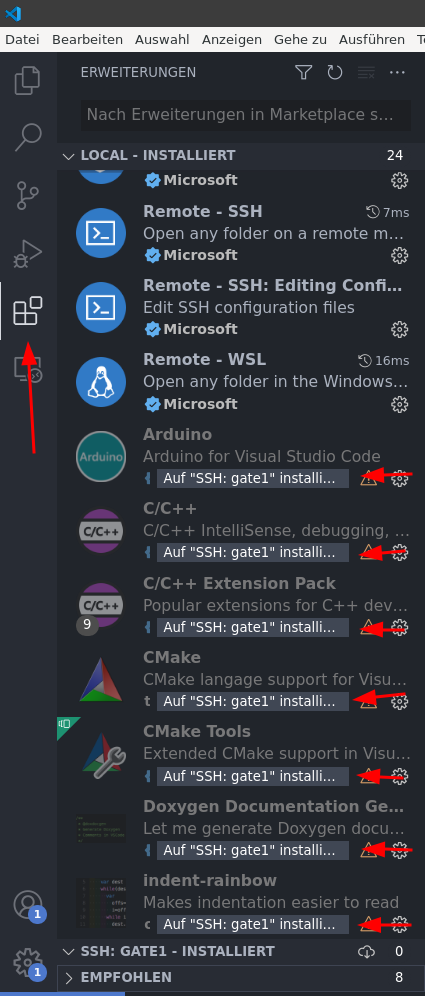 Datei Bearbeiten Auswahl Anzeigen Gehe zu Ausführen
ERWEITERUNGEN
Nach Erweiterungen in Marketplace s...
LOCAL - INSTALLIERT 24
Microsoft
Remote - SSH 7ms
Open any folder on a remote m...
Microsoft
Remote - SSH: Editing Confi...
Edit SSH configuration files
Microsoft
Remote - WSL 16ms
Open any folder in the Windows...
Microsoft
Arduino
Arduino
Arduino for Visual Studio Code
Auf "SSH: gate1" installi...
C/C++
C/C++
C/C++ IntelliSense, debugging, ...
Auf "SSH: gate1" installi...
C/C++ Extension Pack
C/C++
Popular extensions for C++ dev...
9
Auf "SSH: gate1" installi...
CMake
CMake langage support for Visu...
Auf "SSH: gate1" installi...
CMake Tools
Extended CMake support in Visu...
Auf "SSH: gate1" installi...
Doxygen Documentation Ge...
Let me generate Doxygen docu...
Auf "SSH: gate1" installi...
indent-rainbow
Makes indentation easier to read
Auf "SSH: gate1" installi...
1
SSH: GATE1 - INSTALLIERT 0
1
EMPFOHLEN 8